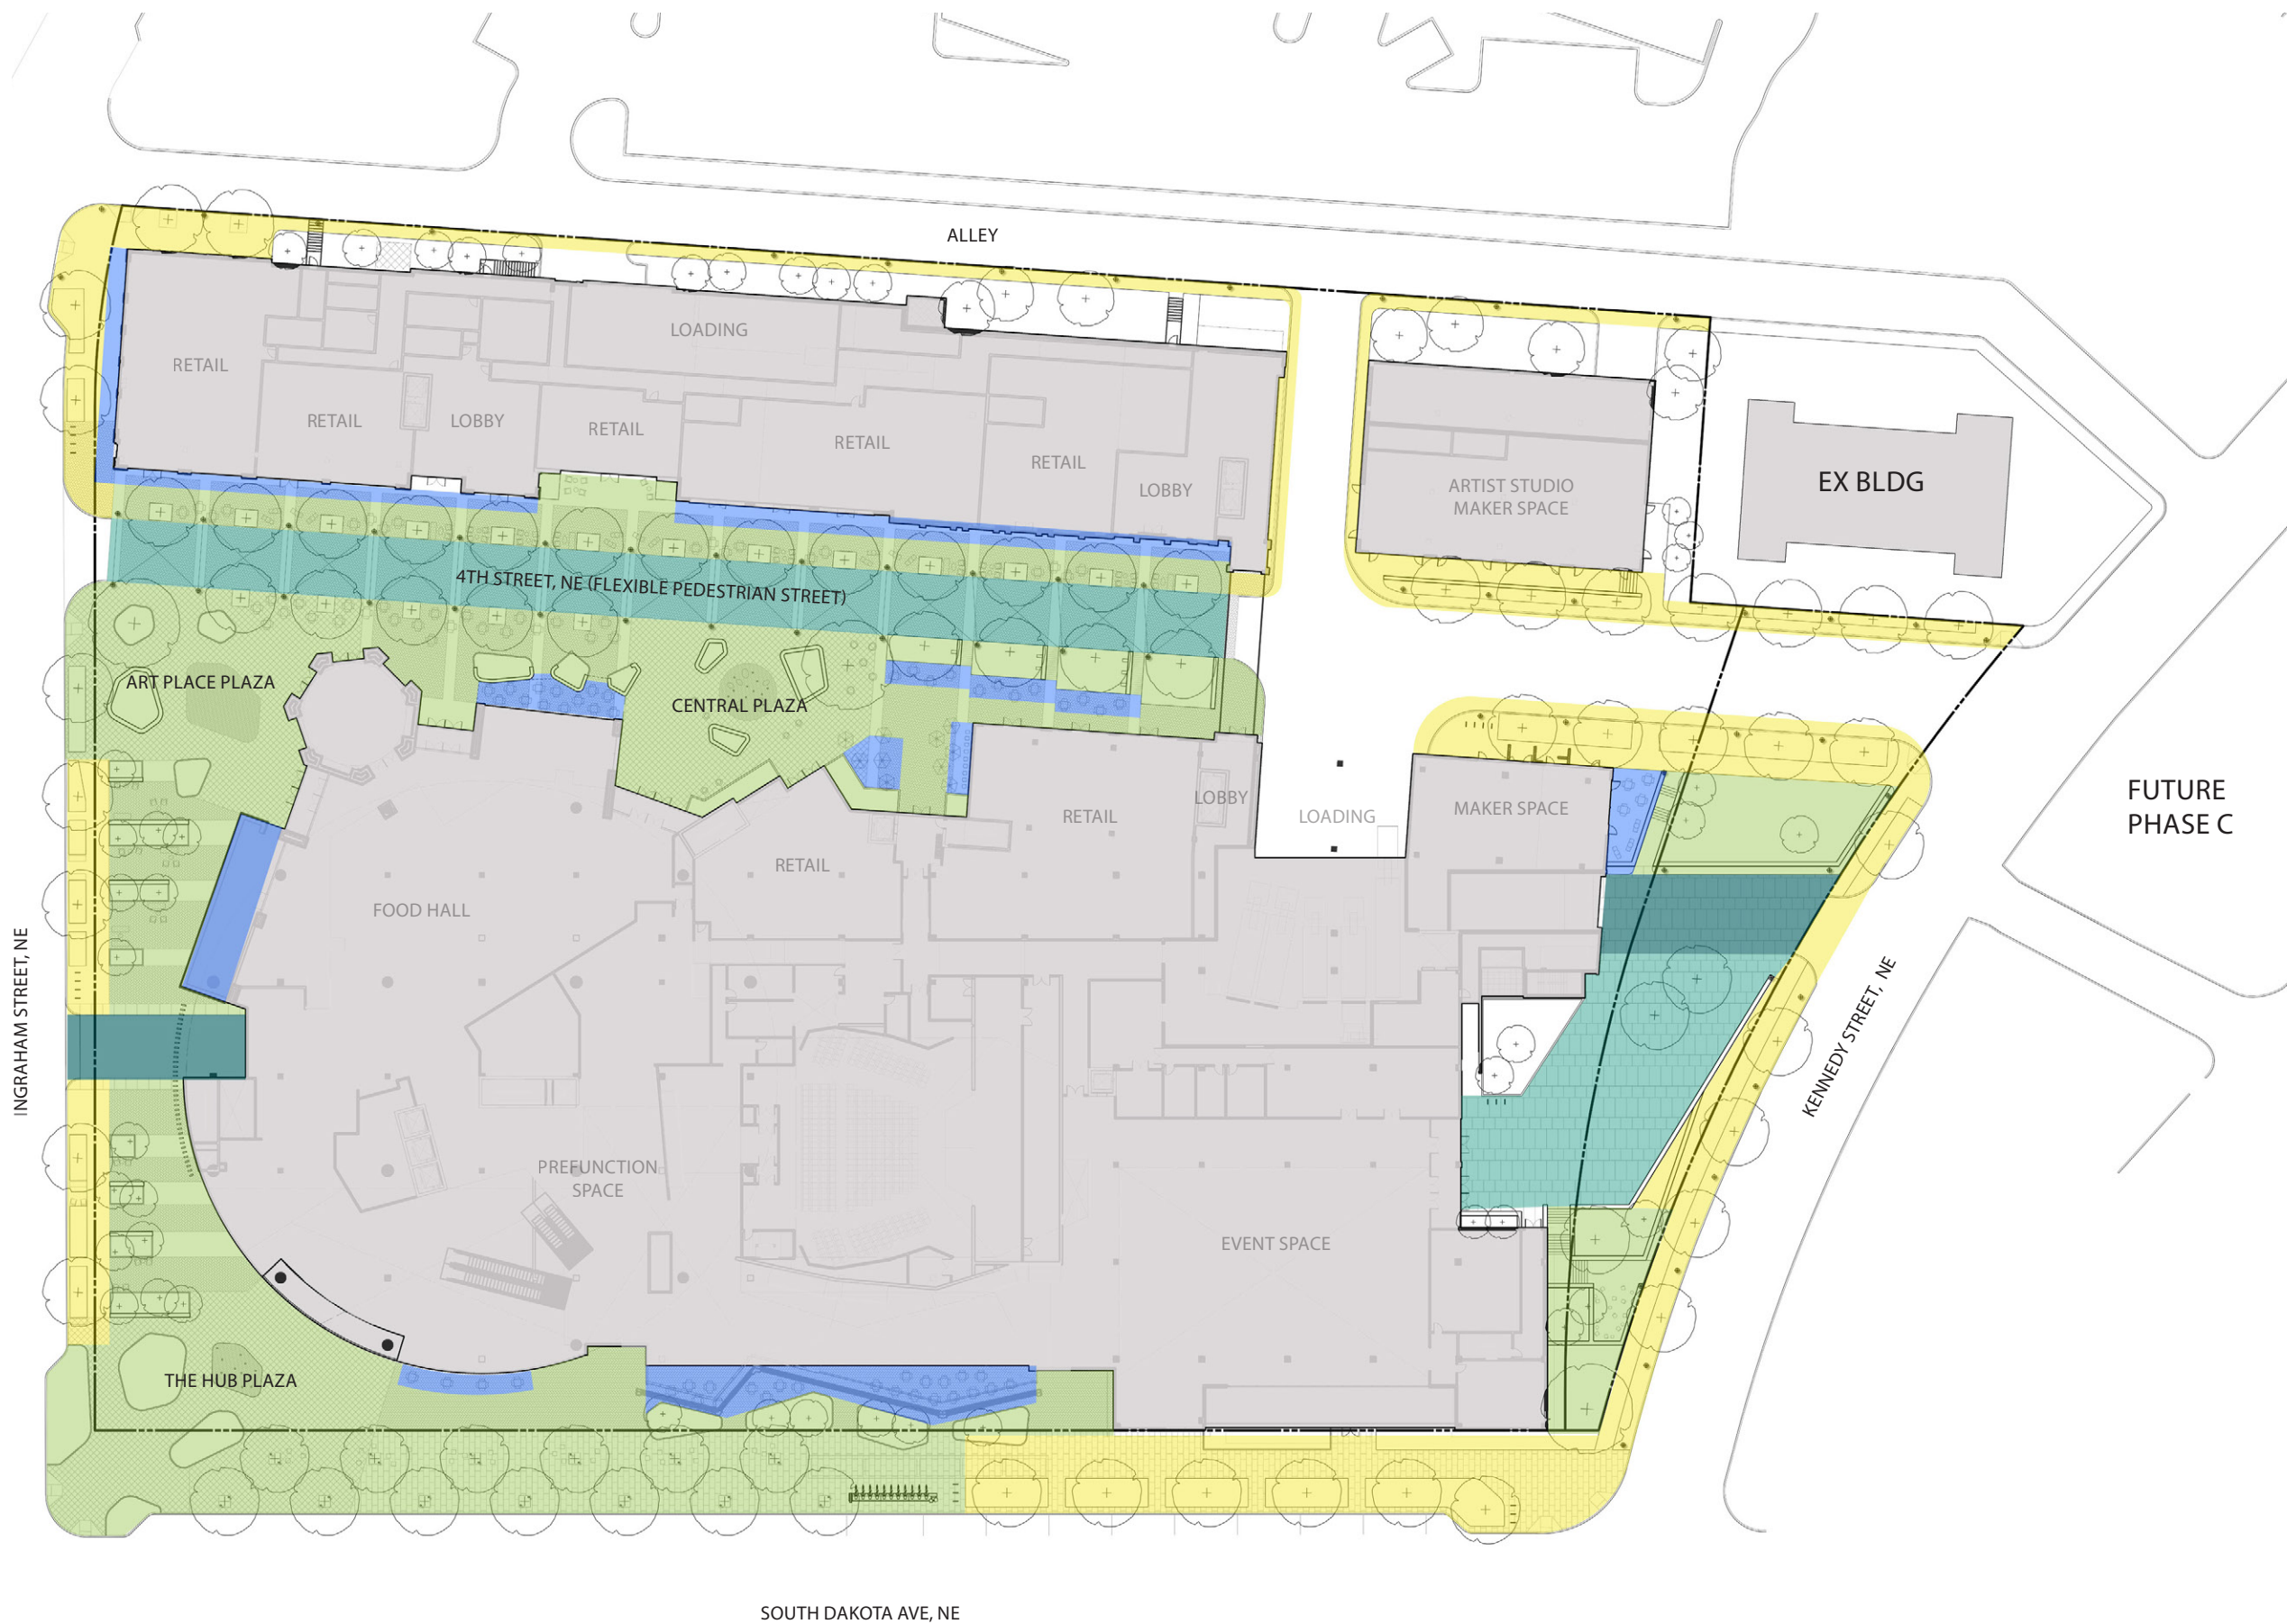 ALLEY
RETAIL
LOADING
RETAIL
LOBBY
RETAIL
RETAIL
RETAIL
LOBBY
ARTIST STUDIO
MAKER SPACE
EX BLDG
4TH STREET, NE (FLEXIBLE PEDESTRIAN STREET)
ART PLACE PLAZA
CENTRAL PLAZA
FUTURE
PHASE C
LOBBY
MAKER SPACE
RETAIL
LOADING
RETAIL
FOOD HALL
INGRAHAM STREET, NE
KENNEDY STREET, NE
PREFUNCTION
SPACE
EVENT SPACE
THE HUB PLAZA
SOUTH DAKOTA AVE, NE